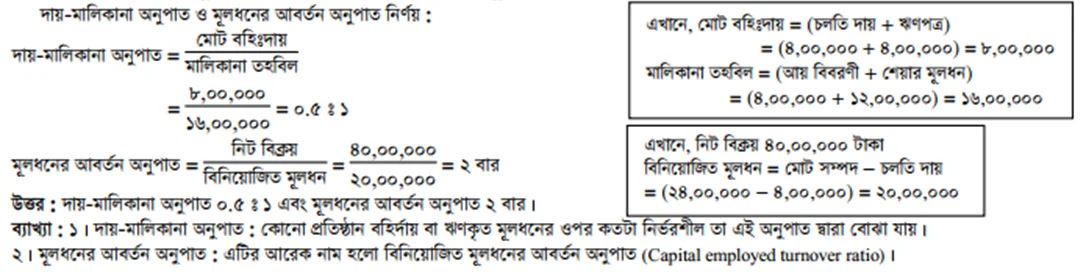 দায়-মালিকানা অনুপাত ও মূলধনের আবর্তন অনুপাত নির্ণয় :
দায়-মালিকানা অনুপাত = মোট বহিঃদায় / মালিকানা তহবিল
= ৮,০০,০০০ / ১৬,০০,০০০ = ০.৫ ঃ ১
এখানে, মোট বহিঃদায় = (চলতি দায় + ঋণপত্র)
= (৪,০০,০০০ + ৪,০০,০০০) = ৮,০০,০০০
মালিকানা তহবিল = (আয় বিবরণী + শেয়ার মূলধন)
= (৪,০০,০০০ + ১২,০০,০০০) = ১৬,০০,০০০
মূলধনের আবর্তন অনুপাত = নিট বিক্রয় / বিনিয়োজিত মূলধন = ৪০,০০,০০০ / ২০,০০,০০০ = ২ বার
এখানে, নিট বিক্রয় ৪০,০০,০০০ টাকা
বিনিয়োজিত মূলধন = মোট সম্পদ – চলতি দায়
= (২৪,০০,০০০ – ৪,০০,০০০) = ২০,০০,০০০
উত্তর : দায়-মালিকানা অনুপাত ০.৫ ঃ ১ এবং মূলধনের আবর্তন অনুপাত ২ বার।
ব্যাখ্যা : ১। দায়-মালিকানা অনুপাত : কোনো প্রতিষ্ঠান বহির্দায় বা ঋণকৃত মূলধনের ওপর কতটা নির্ভরশীল তা এই অনুপাত দ্বারা বোঝা যায়।
২। মূলধনের আবর্তন অনুপাত : এটির আরেক নাম হলো বিনিয়োজিত মূলধনের আবর্তন অনুপাত (Capital employed turnover ratio)।